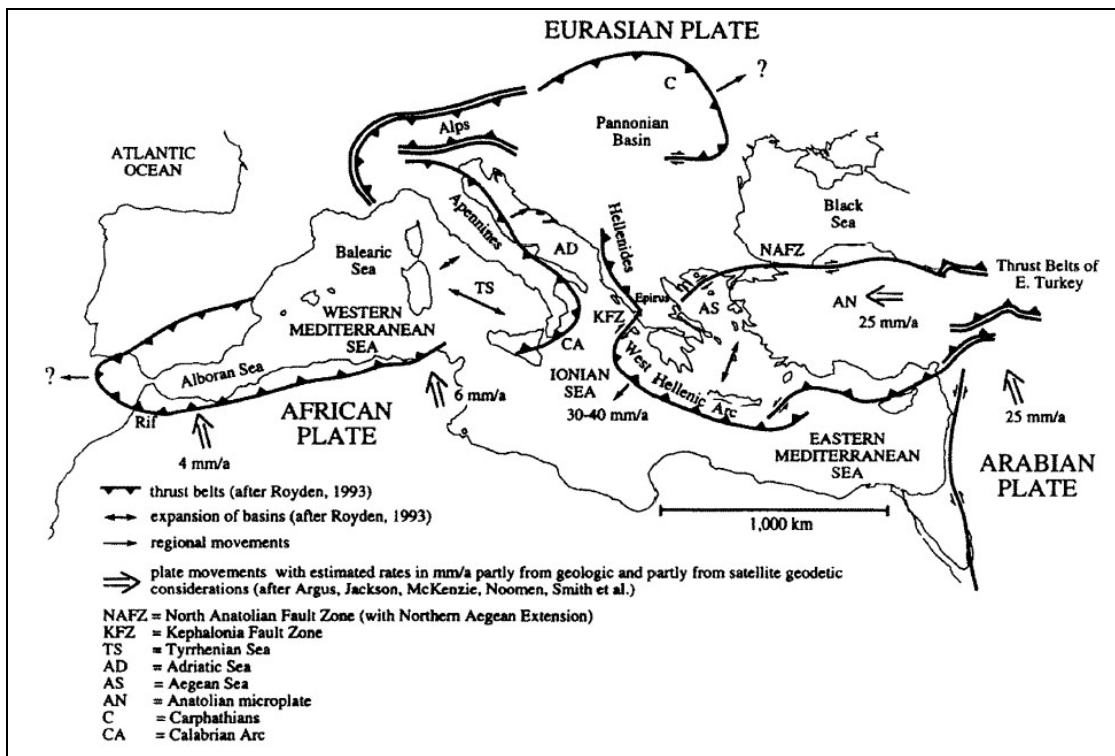 EURASIAN PLATE
?
C
Alps
Pannonian
Basin
ATLANTIC
OCEAN
Black
Sea
Apennines
Hellenides
NAFZ
Balearic
Sea
AD
Thrust Belts of
E. Turkey
TS
Epirus
AS
AN
25 mm/a
WESTERN
MEDITERRANEAN
SEA
KFZ
CA
West Hellenic Arc
?
Alboran Sea
IONIAN
SEA
30-40 mm/a
6 mm/a
25 mm/a
Rif
AFRICAN
PLATE
EASTERN
MEDITERRANEAN
SEA
ARABIAN
PLATE
4 mm/a
1,000 km
thrust belts (after Royden, 1993)
expansion of basins (after Royden, 1993)
regional movements
plate movements with estimated rates in mm/a partly from geologic and partly from satellite geodetic
considerations (after Argus, Jackson, McKenzie, Noomen, Smith et al.)
NAFZ = North Anatolian Fault Zone (with Northern Aegean Extension)
KFZ = Kephalonia Fault Zone
TS = Tyrrhenian Sea
AD = Adriatic Sea
AS = Aegean Sea
AN = Anatolian microplate
C = Carphathians
CA = Calabrian Arc